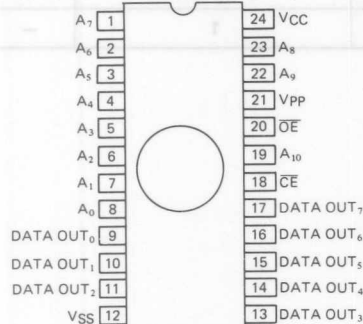 A₇ 1 24 VCC
A₆ 2 23 A₈
A₅ 3 22 A₉
A₄ 4 21 VPP
A₃ 5 20 O̅E̅
A₂ 6 19 A₁₀
A₁ 7 18 C̅E̅
A₀ 8 17 DATA OUT₇
DATA OUT₀ 9 16 DATA OUT₆
DATA OUT₁ 10 15 DATA OUT₅
DATA OUT₂ 11 14 DATA OUT₄
VSS 12 13 DATA OUT₃